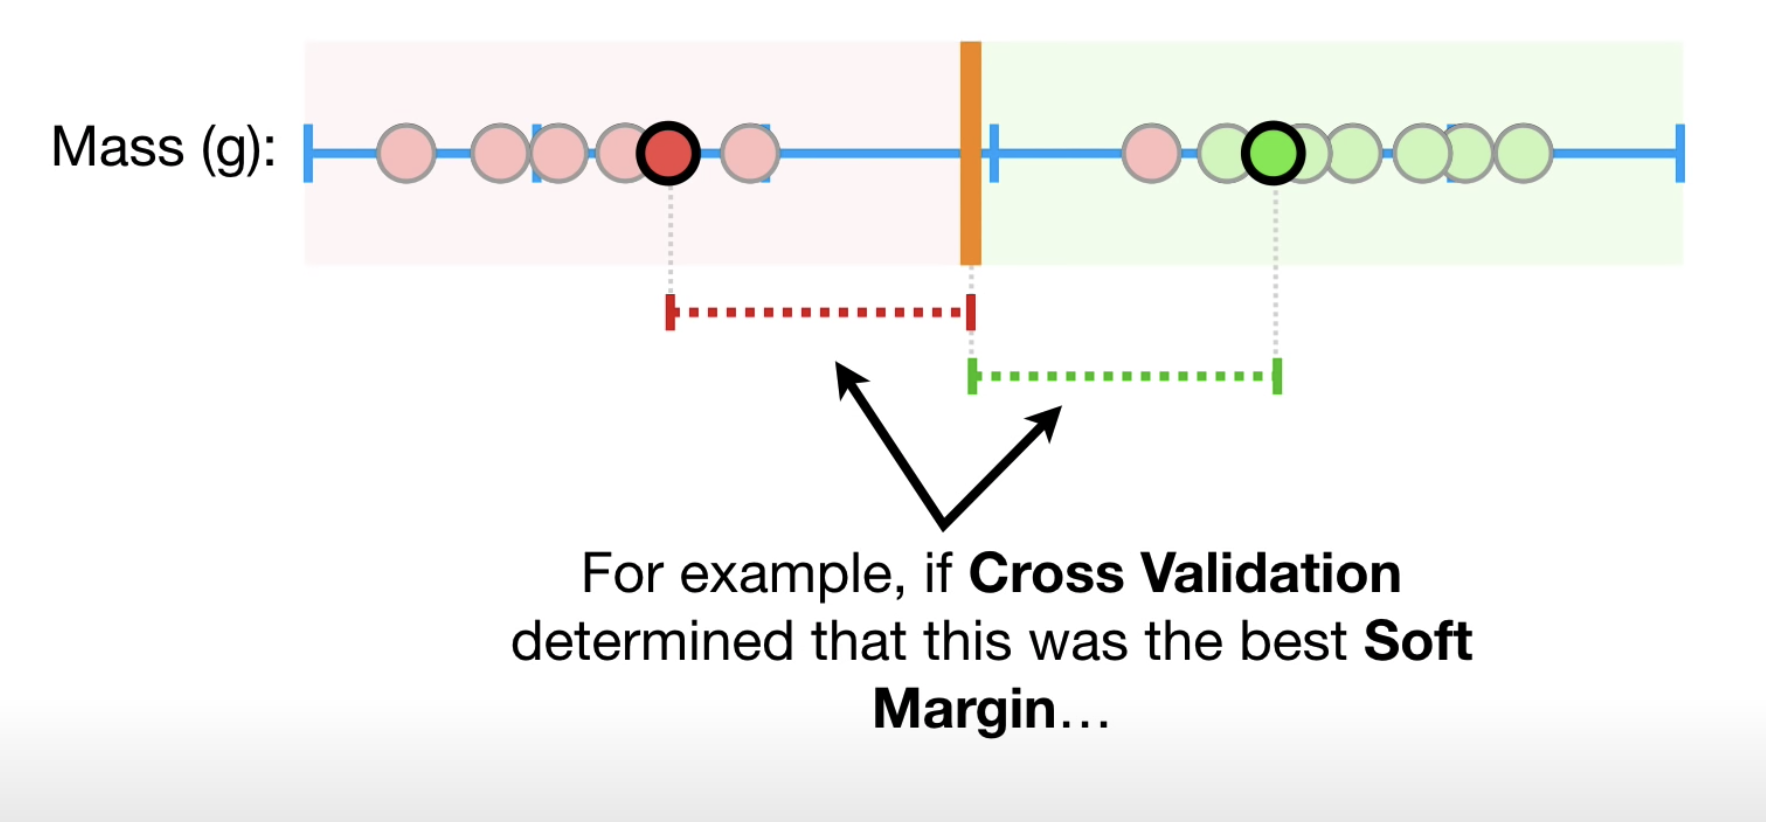 Mass (g):
For example, if Cross Validation
determined that this was the best Soft
Margin…